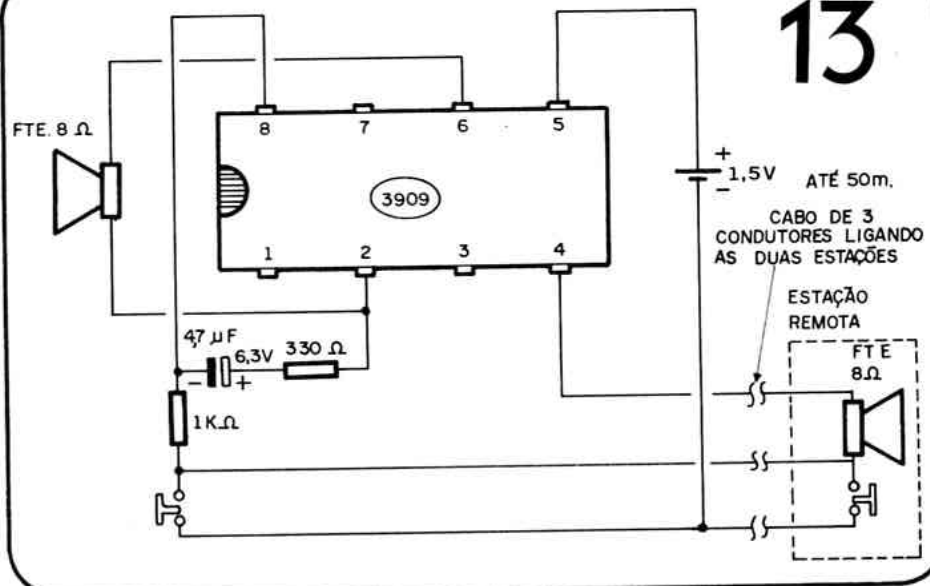 13
FTE. 8 Ω
8 7 6 5
3909
1 2 3 4
+
1,5V
-
ATÉ 50m.
CABO DE 3
CONDUTORES LIGANDO
AS DUAS ESTAÇÕES
ESTAÇÃO
REMOTA
FTE
8Ω
4,7 µF
6,3V
- +
330 Ω
1KΩ